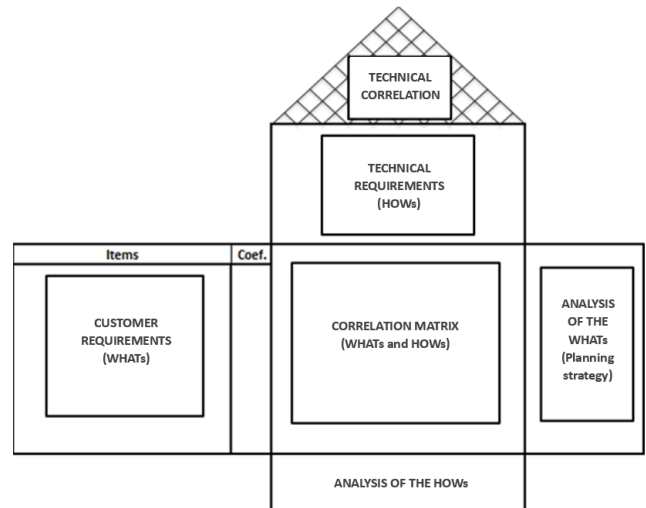 TECHNICAL
CORRELATION
TECHNICAL
REQUIREMENTS
(HOWs)
Items
Coef.
CUSTOMER
REQUIREMENTS
(WHATs)
CORRELATION MATRIX
(WHATs and HOWs)
ANALYSIS
OF THE
WHATs
(Planning
strategy)
ANALYSIS OF THE HOWs